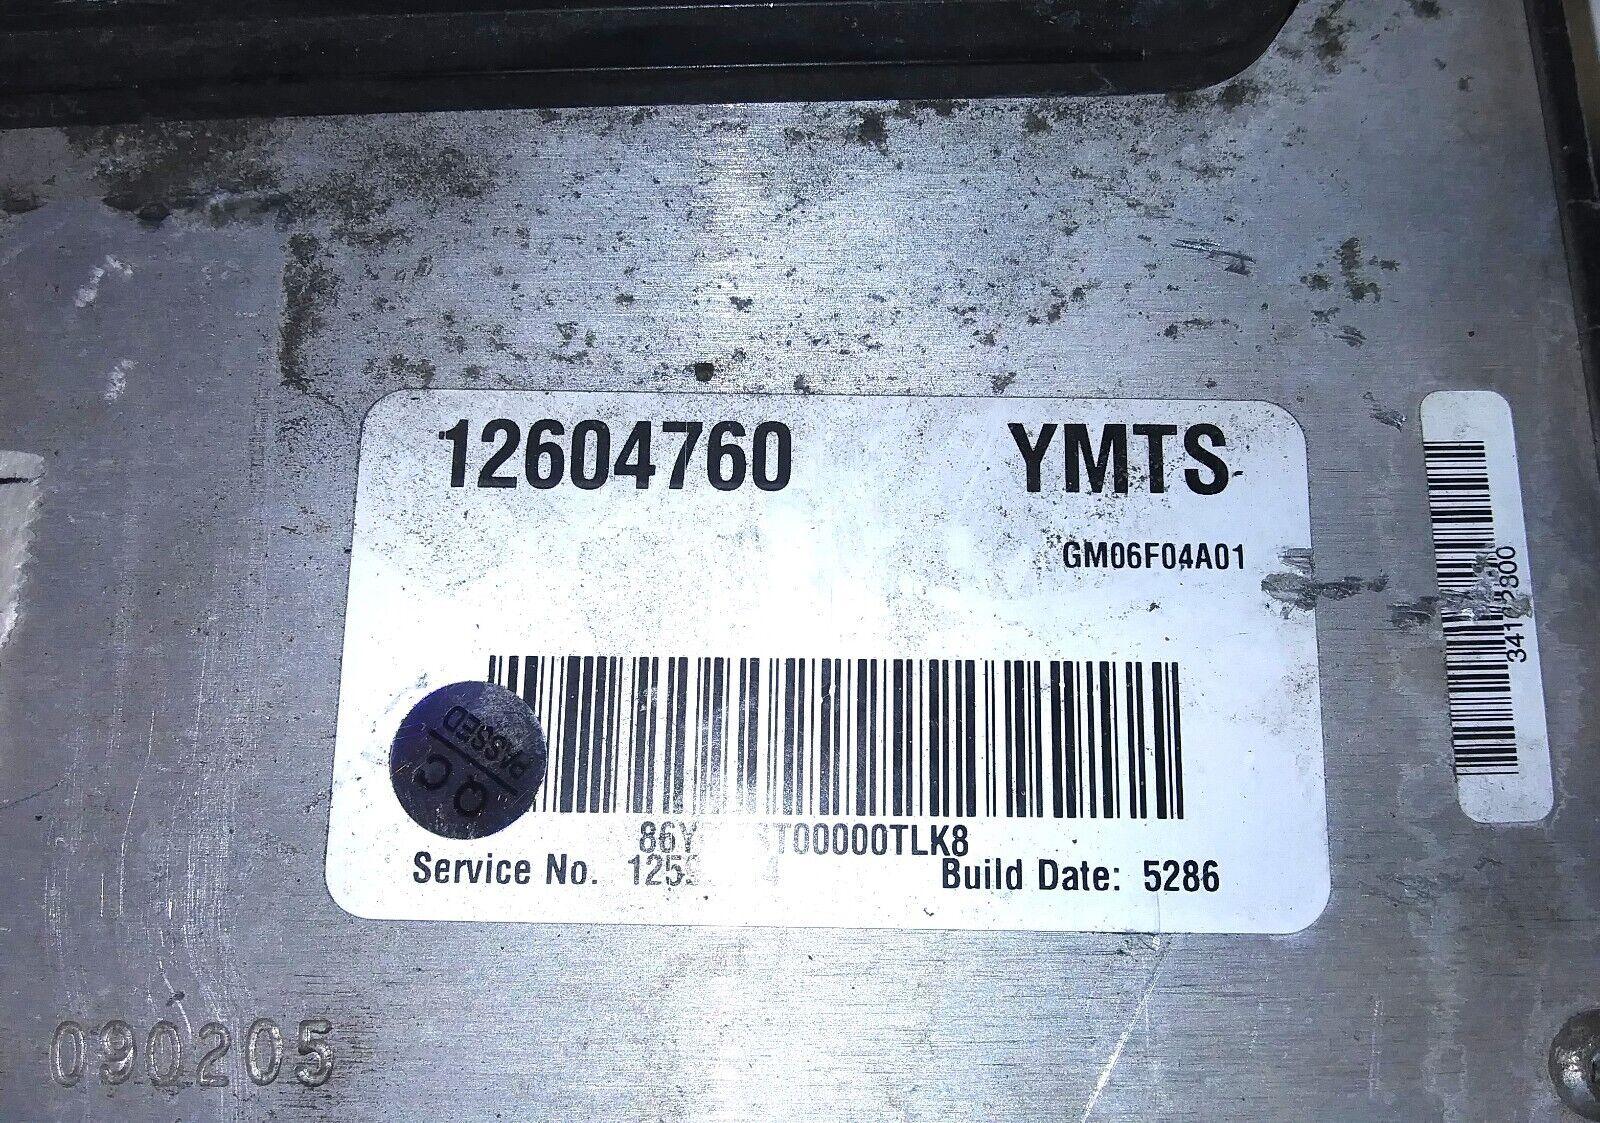 12604760 YMTS
GM06F04A01
QC
PASSED
Service No.
Build Date: 5286
090205